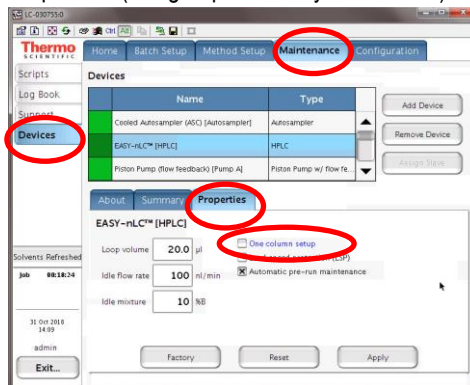 LC-030755:0
Thermo
SCIENTIFIC
Home Batch Setup Method Setup Maintenance Configuration
Scripts
Log Book
Support
Devices
Devices
Name Type
Cooled Autosampler (ASC) [Autosampler] Autosampler
EASY-nLC™ [HPLC] HPLC
Piston Pump (flow feedback) [Pump A] Piston Pump w/ flow fe...
Add Device
Remove Device
Assign Slave
About Summary Properties
EASY-nLC™ [HPLC]
Loop volume 20.0 µl
One column setup
Idle flow rate 100 nl/min
Automatic pre-run maintenance
Idle mixture 10 %B
Solvents Refreshed
Job 08:18:24
31 Oct 2018
14:09
admin
Exit...
Factory Reset Apply